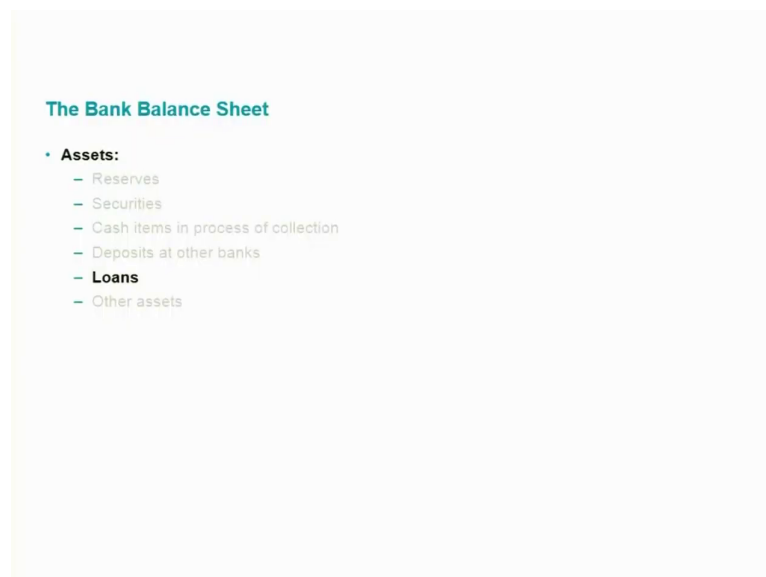 The Bank Balance Sheet
• Assets:
– Reserves
– Securities
– Cash items in process of collection
– Deposits at other banks
– Loans
– Other assets